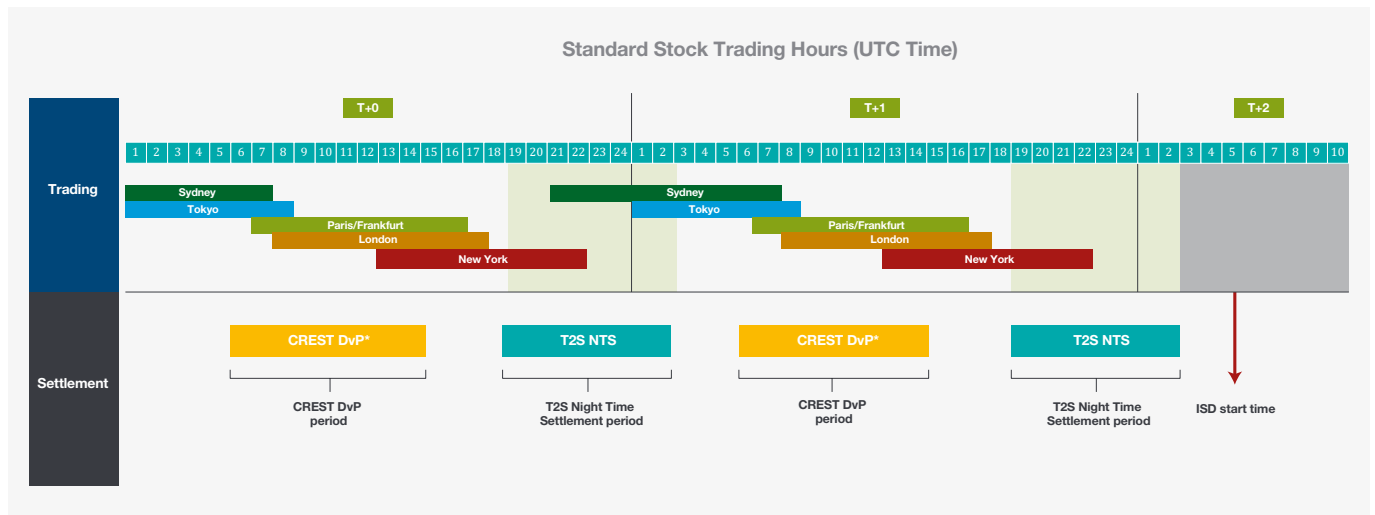 Standard Stock Trading Hours (UTC Time)
T+0
T+1
T+2
1 2 3 4 5 6 7 8 9 10 11 12 13 14 15 16 17 18 19 20 21 22 23 24 1 2 3 4 5 6 7 8 9 10 11 12 13 14 15 16 17 18 19 20 21 22 23 24 1 2 3 4 5 6 7 8 9 10
Trading
Sydney
Sydney
Tokyo
Tokyo
Paris/Frankfurt
Paris/Frankfurt
London
London
New York
New York
Settlement
CREST DvP*
T2S NTS
CREST DvP*
T2S NTS
CREST DvP
period
T2S Night Time
Settlement period
CREST DvP
period
T2S Night Time
Settlement period
ISD start time